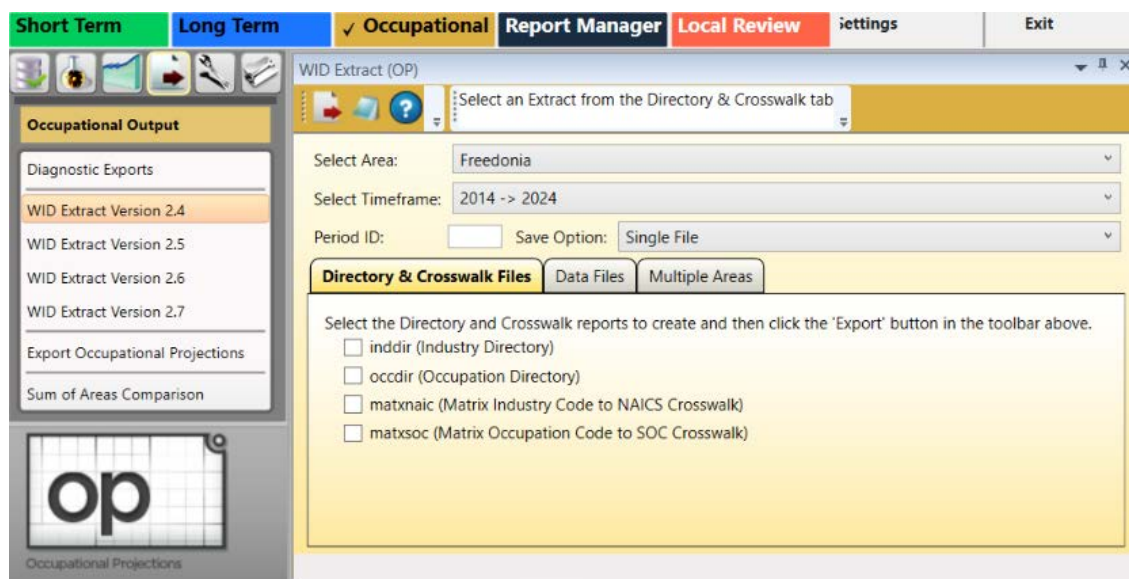 Short Term
Long Term
✓ Occupational
Report Manager
Local Review
Settings
Exit
WID Extract (OP)
Select an Extract from the Directory & Crosswalk tab
Occupational Output
Diagnostic Exports
WID Extract Version 2.4
WID Extract Version 2.5
WID Extract Version 2.6
WID Extract Version 2.7
Export Occupational Projections
Sum of Areas Comparison
op
Occupational Projections
Select Area: Freedonia
Select Timeframe: 2014 -> 2024
Period ID: Save Option: Single File
Directory & Crosswalk Files Data Files Multiple Areas
Select the Directory and Crosswalk reports to create and then click the 'Export' button in the toolbar above.
inddir (Industry Directory)
occdir (Occupation Directory)
matxnaic (Matrix Industry Code to NAICS Crosswalk)
matxsoc (Matrix Occupation Code to SOC Crosswalk)